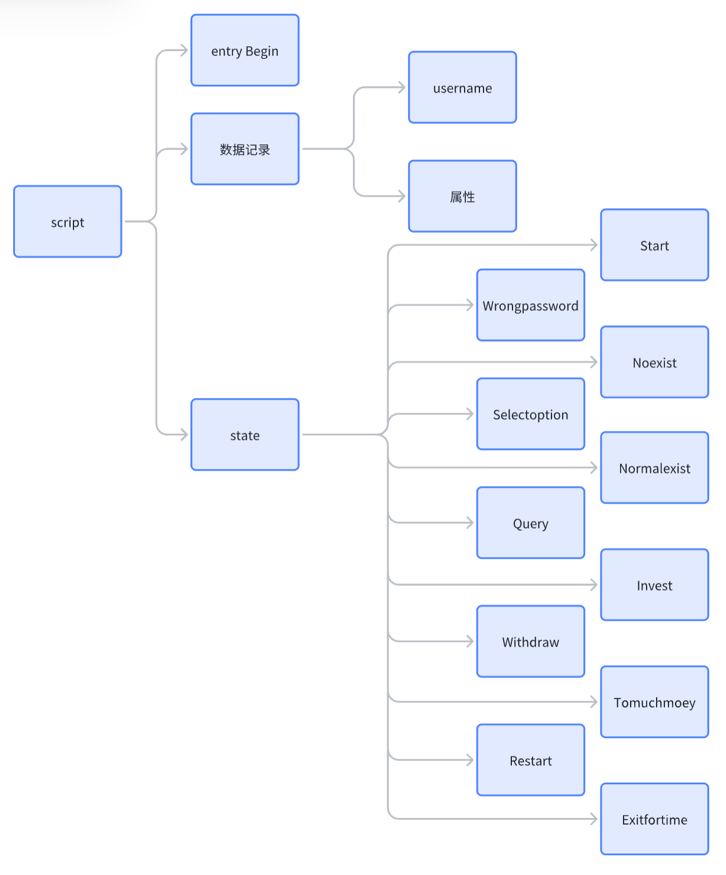 entry Begin
username
数据记录
属性
script
Start
Wrongpassword
Noexist
Selectoption
state
Normalexist
Query
Invest
Withdraw
Tomuchmoey
Restart
Exitfortime